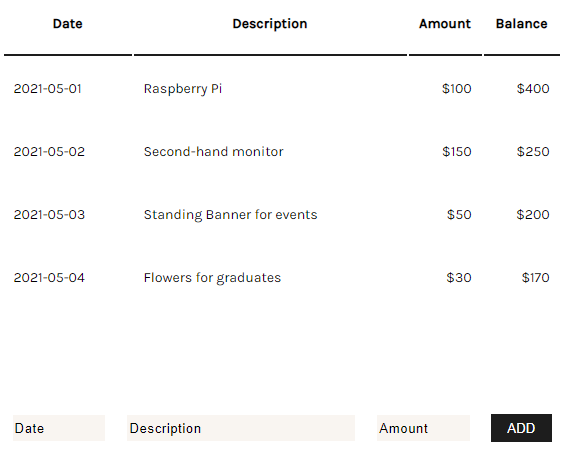 Date Description Amount Balance
2021-05-01 Raspberry Pi $100 $400
2021-05-02 Second-hand monitor $150 $250
2021-05-03 Standing Banner for events $50 $200
2021-05-04 Flowers for graduates $30 $170
Date Description Amount ADD